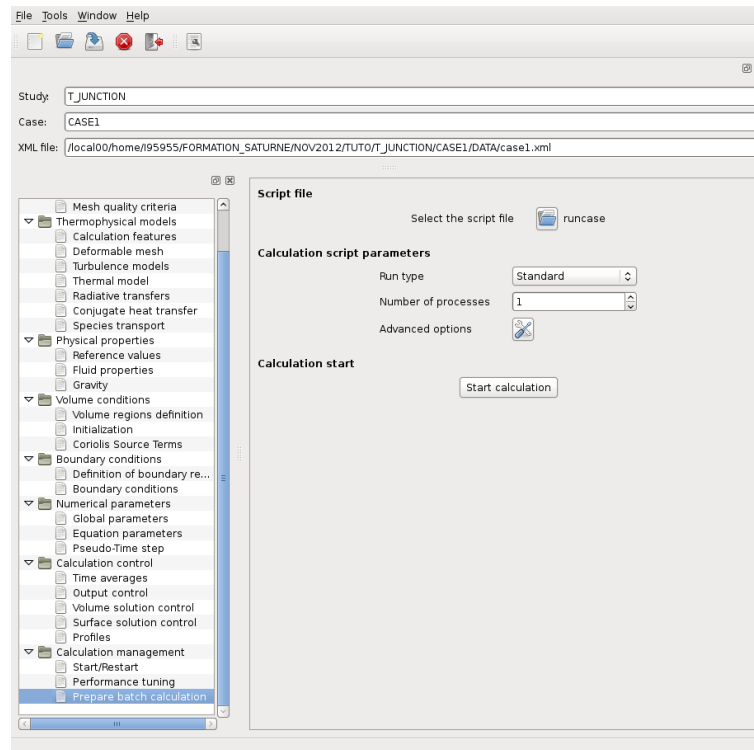 File Tools Window Help
Study: T_JUNCTION
Case: CASE1
XML file: /local00/home/I95955/FORMATION_SATURNE/NOV2012/TUTO/T_JUNCTION/CASE1/DATA/case1.xml
Mesh quality criteria
Thermophysical models
Calculation features
Deformable mesh
Turbulence models
Thermal model
Radiative transfers
Conjugate heat transfer
Species transport
Physical properties
Reference values
Fluid properties
Gravity
Volume conditions
Volume regions definition
Initialization
Coriolis Source Terms
Boundary conditions
Definition of boundary re...
Boundary conditions
Numerical parameters
Global parameters
Equation parameters
Pseudo-Time step
Calculation control
Time averages
Output control
Volume solution control
Surface solution control
Profiles
Calculation management
Start/Restart
Performance tuning
Prepare batch calculation
Script file
Select the script file runcase
Calculation script parameters
Run type Standard
Number of processes 1
Advanced options
Calculation start
Start calculation